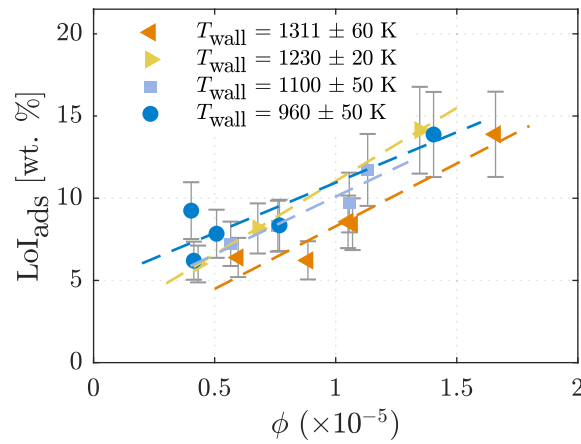 20
15
10
5
0
LoI_ads [wt. %]
T_wall = 1311 ± 60 K
T_wall = 1230 ± 20 K
T_wall = 1100 ± 50 K
T_wall = 960 ± 50 K
0 0.5 1 1.5 2
ϕ (×10⁻⁵)